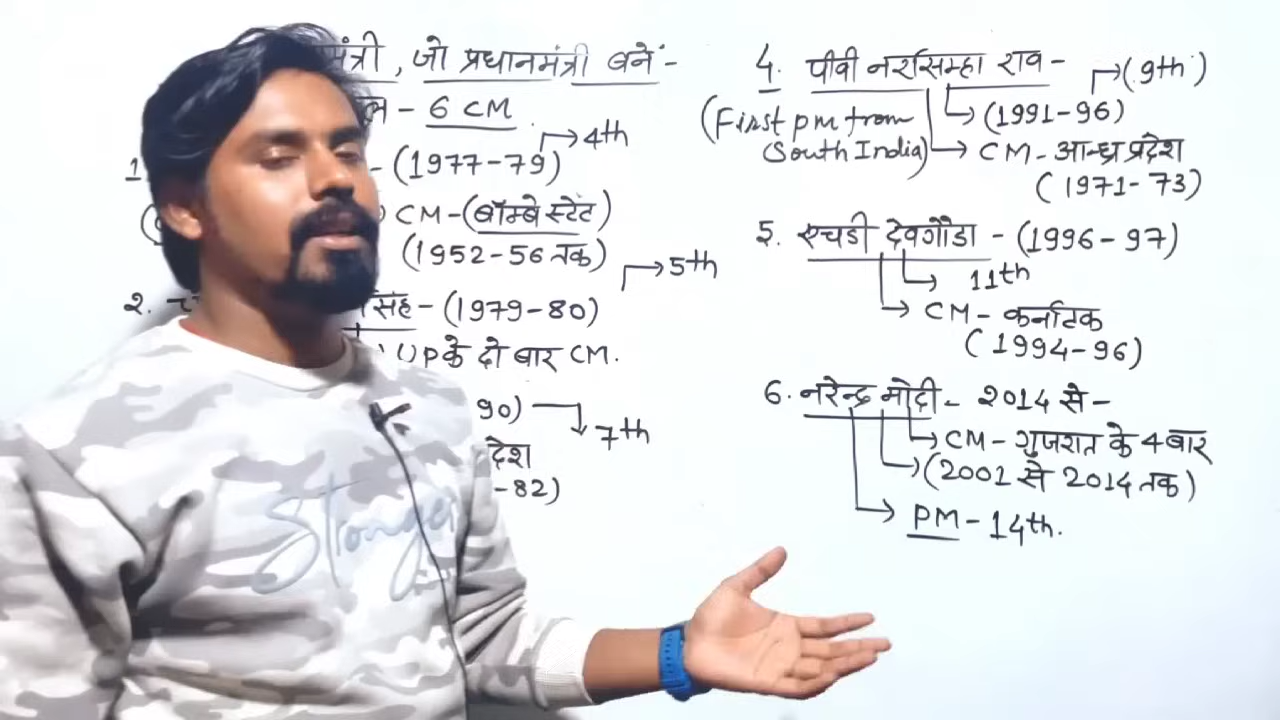 मंत्री , जो प्रधानमंत्री बनें -
- 6 CM
1
- (1977-79) → 4th
CM - (बॉम्बे स्टेट)
(1952-56 तक)
2.
सिंह - (1979-80) → 5th
UP के दो बार CM.
90) → 7th
देश
-82)
Stronger
4. पीवी नरसिम्हा राव - → (9th)
(First pm from South India)
→ (1991-96)
→ CM - आन्ध्र प्रदेश
(1971-73)
5. एचडी देवगौडा - (1996-97)
→ 11th
→ CM - कर्नाटक
(1994-96)
6. नरेन्द्र मोदी - 2014 से -
→ CM - गुजरात के 4 बार
→ (2001 से 2014 तक)
→ PM - 14th.